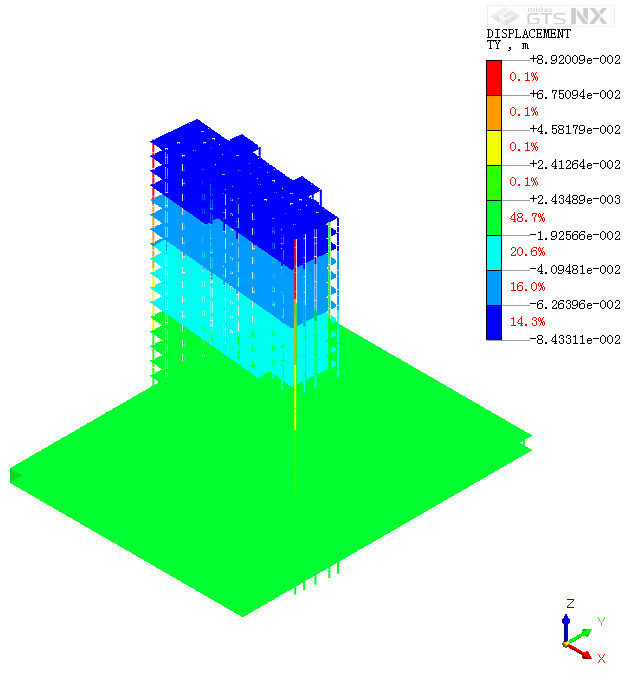 midas
GTS NX
DISPLACEMENT
TY , m
+8.92009e-002
0.1%
+6.75094e-002
0.1%
+4.58179e-002
0.1%
+2.41264e-002
0.1%
+2.43489e-003
48.7%
-1.92566e-002
20.6%
-4.09481e-002
16.0%
-6.26396e-002
14.3%
-8.43311e-002
Z
Y
X